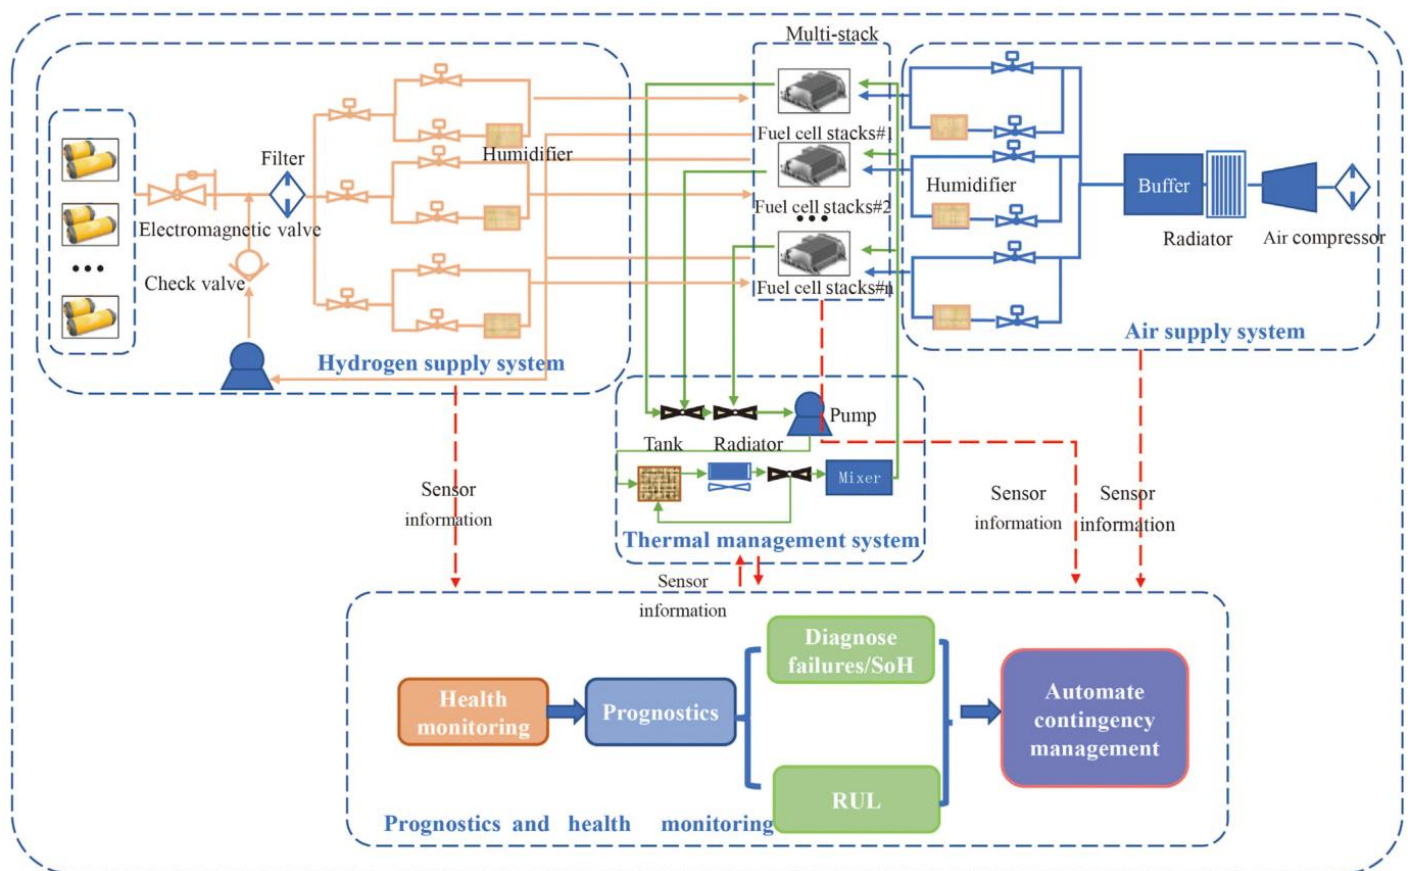 Multi-stack
Fuel cell stacks#1
Fuel cell stacks#2
•••
Fuel cell stacks#n
Filter
Humidifier
Electromagnetic valve
•••
Check valve
Hydrogen supply system
Humidifier
Buffer
Radiator
Air compressor
Air supply system
Pump
Tank
Radiator
Mixer
Thermal management system
Sensor
information
Sensor
information
Sensor
information
Sensor
information
Health
monitoring
Prognostics
Diagnose
failures/SoH
RUL
Automate
contingency
management
Prognostics and health monitoring